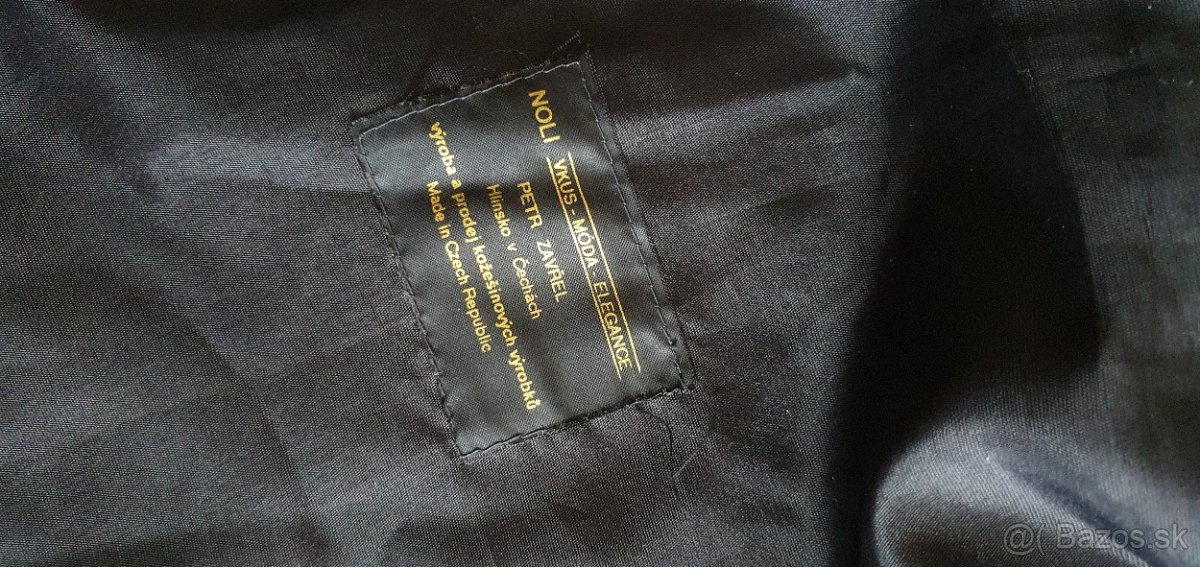 NOLI VKUS - MÓDA - ELEGANCE
PETR ZAVŘEL
Hlinsko v Čechách
výroba a prodej kožešinových výrobků
Made in Czech Republic
@( Bazos.sk